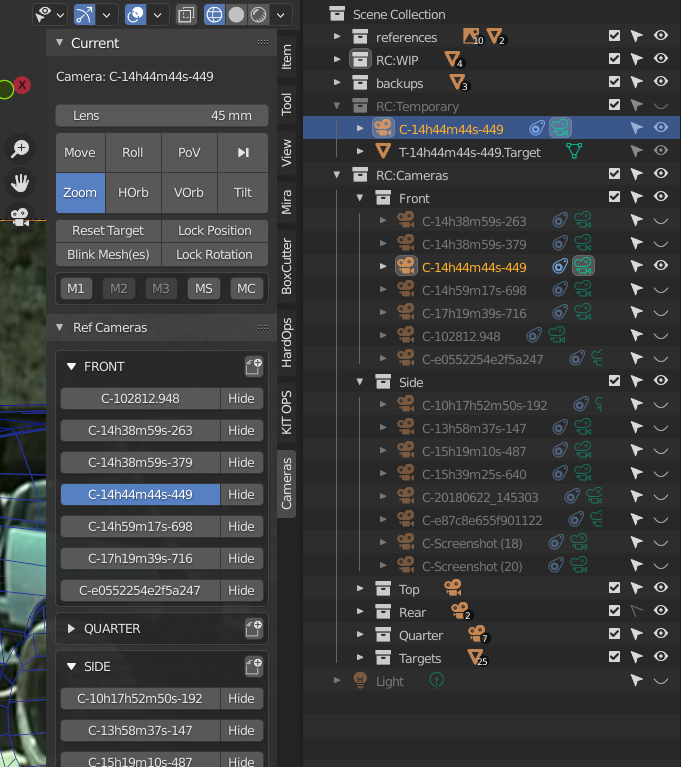 X
Current
Camera: C-14h44m44s-449
Lens 45 mm
Move Roll PoV
Zoom HOrb VOrb Tilt
Reset Target Lock Position
Blink Mesh(es) Lock Rotation
M1 M2 M3 MS MC
Ref Cameras
FRONT
C-102812.948 Hide
C-14h38m59s-263 Hide
C-14h38m59s-379 Hide
C-14h44m44s-449 Hide
C-14h59m17s-698 Hide
C-17h19m39s-716 Hide
C-e0552254e2f5a247 Hide
QUARTER
SIDE
C-10h17h52m50s-192 Hide
C-13h58m37s-147 Hide
C-15h19m10s-487 Hide
Item
Tool
View
Mira
BoxCutter
HardOps
KIT OPS
Cameras
Scene Collection
references 10 2
RC:WIP 4
backups 3
RC:Temporary
C-14h44m44s-449
T-14h44m44s-449.Target
RC:Cameras
Front
C-14h38m59s-263
C-14h38m59s-379
C-14h44m44s-449
C-14h59m17s-698
C-17h19m39s-716
C-102812.948
C-e0552254e2f5a247
Side
C-10h17h52m50s-192
C-13h58m37s-147
C-15h19m10s-487
C-15h39m25s-640
C-20180622_145303
C-e87c8e655f901122
C-Screenshot (18)
C-Screenshot (20)
Top
Rear 2
Quarter 7
Targets 25
Light